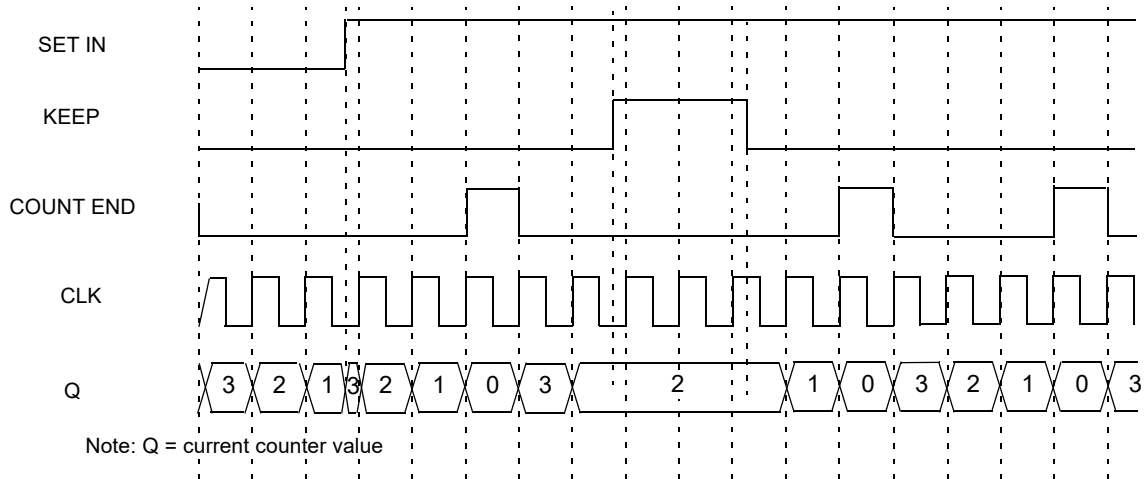 SET IN
KEEP
COUNT END
CLK
Q
3 2 1 3 2 1 0 3 2 1 0 3 2 1 0 3
Note: Q = current counter value